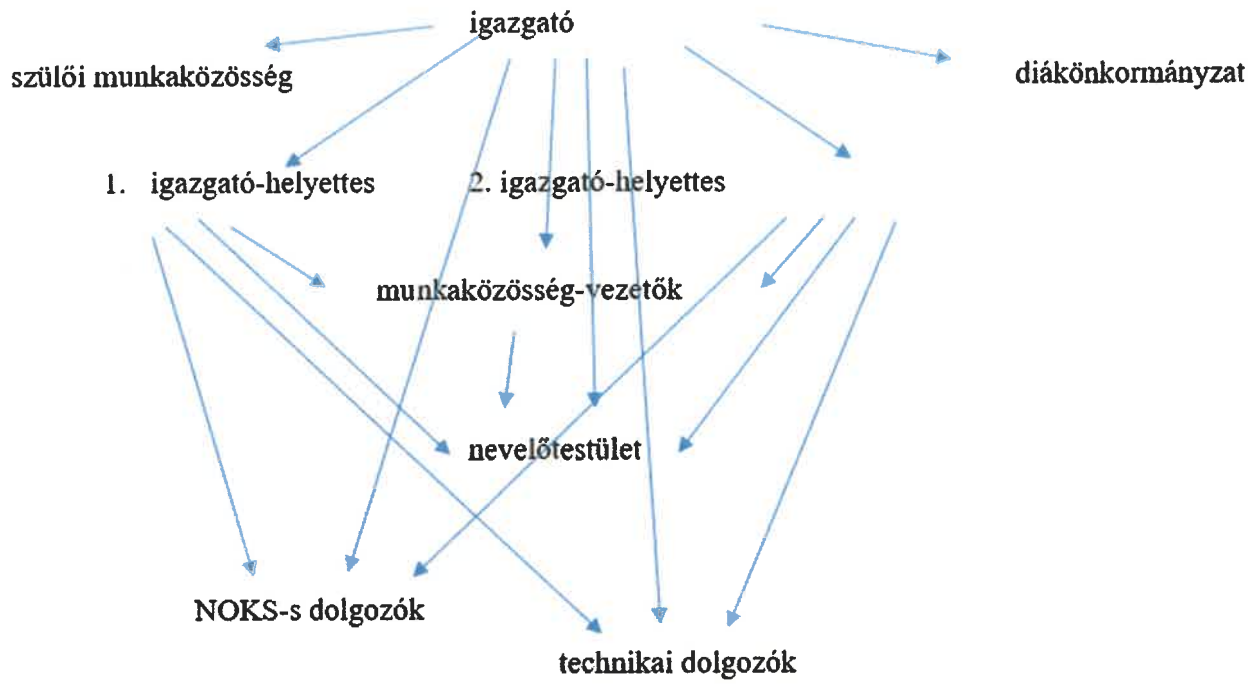 igazgató
szülői munkaközösség
diákönkormányzat
1. igazgató-helyettes
2. igazgató-helyettes
munkaközösség-vezetők
nevelőtestület
NOKS-s dolgozók
technikai dolgozók